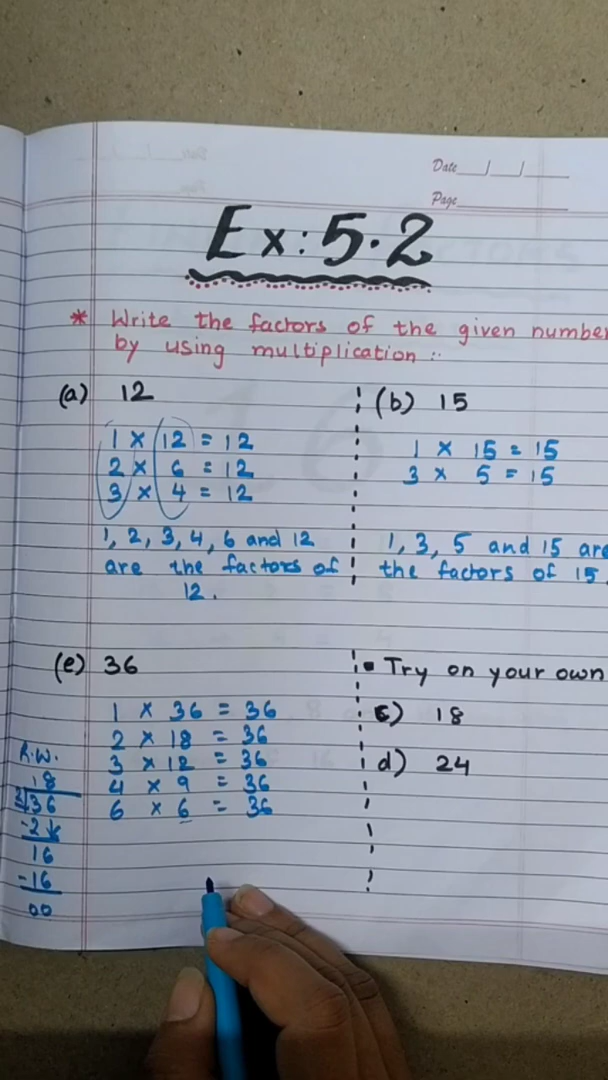 Date__/__/__
Page
Ex: 5.2
* Write the factors of the given number
by using multiplication :
(a) 12
1 × 12 = 12
2 × 6 = 12
3 × 4 = 12
1, 2, 3, 4, 6 and 12
are the factors of
12.
(b) 15
1 × 15 = 15
3 × 5 = 15
1, 3, 5 and 15 are
the factors of 15.
(e) 36
1 × 36 = 36
2 × 18 = 36
3 × 12 = 36
4 × 9 = 36
6 × 6 = 36
R.W.
18
2)36
-2↓
16
-16
00
• Try on your own
c) 18
d) 24